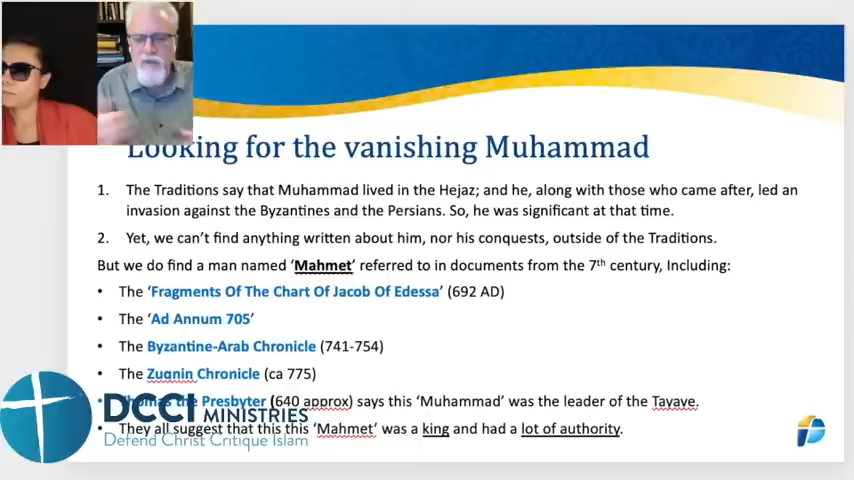 Looking for the vanishing Muhammad
1. The Traditions say that Muhammad lived in the Hejaz; and he, along with those who came after, led an
invasion against the Byzantines and the Persians. So, he was significant at that time.
2. Yet, we can't find anything written about him, nor his conquests, outside of the Traditions.
But we do find a man named 'Mahmet' referred to in documents from the 7th century, Including:
• The 'Fragments Of The Chart Of Jacob Of Edessa' (692 AD)
• The 'Ad Annum 705'
• The Byzantine-Arab Chronicle (741-754)
• The Zuqnin Chronicle (ca 775)
• Thomas the Presbyter (640 approx) says this 'Muhammad' was the leader of the Tayaye.
• They all suggest that this this 'Mahmet' was a king and had a lot of authority.
DCCI MINISTRIES
Defend Christ Critique Islam